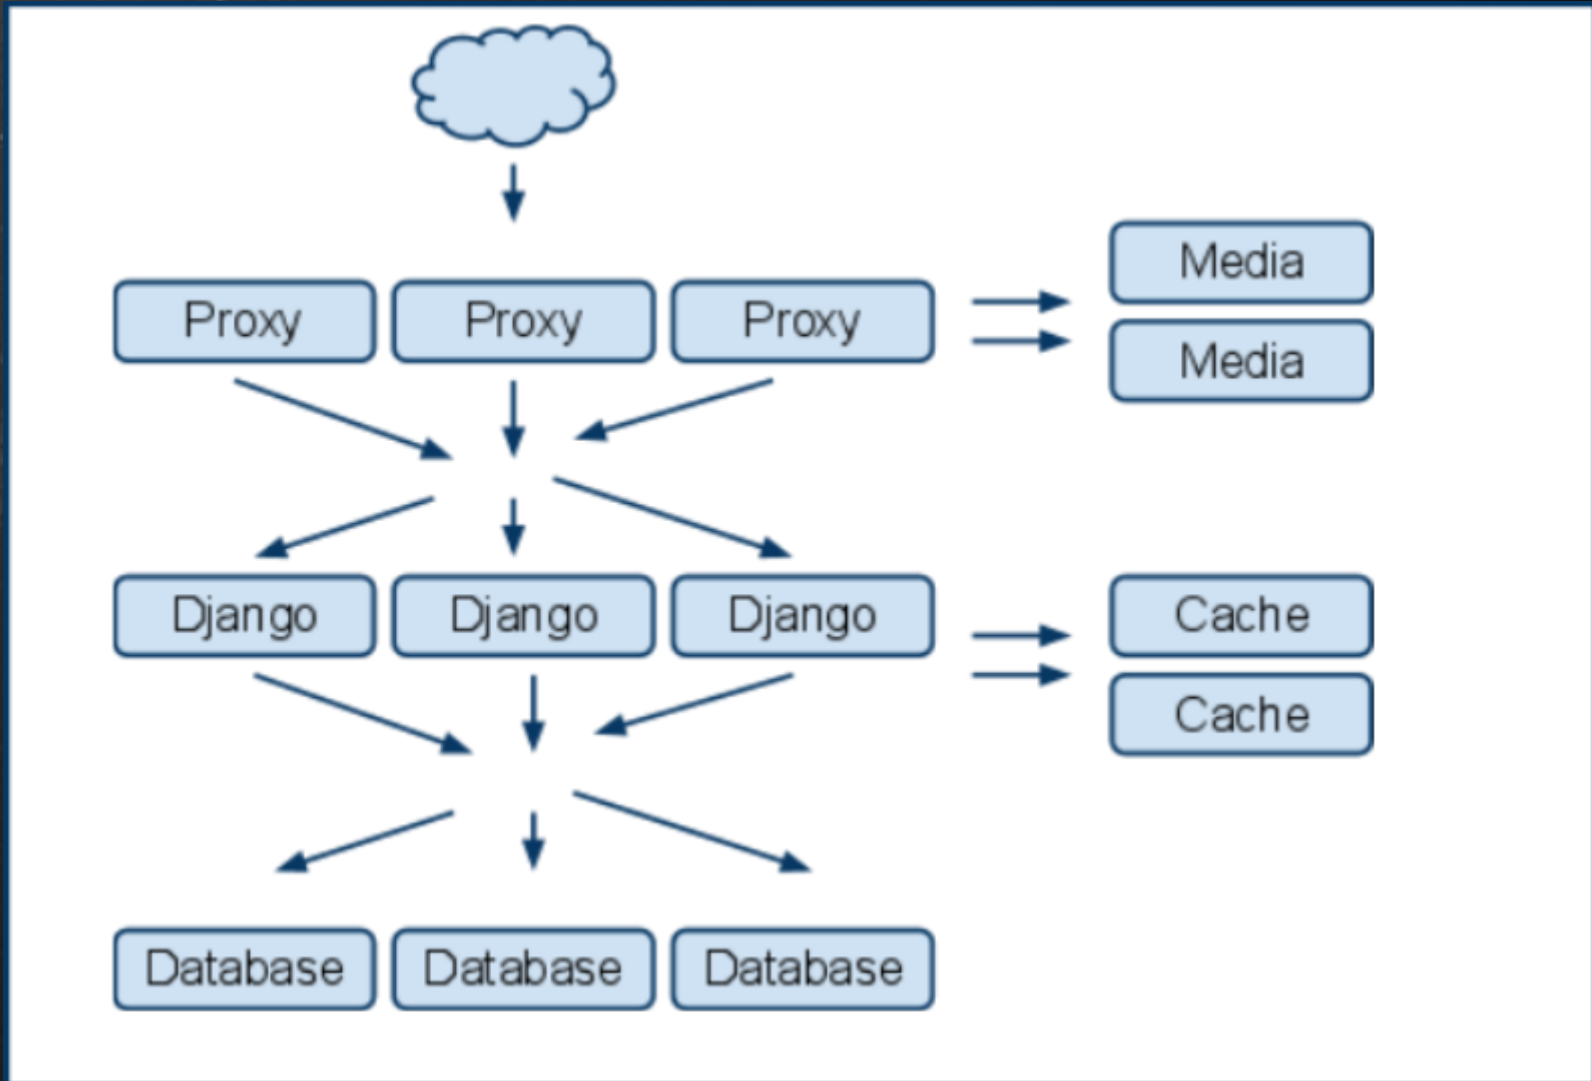 Proxy Proxy Proxy
Media
Media
Django Django Django
Cache
Cache
Database Database Database